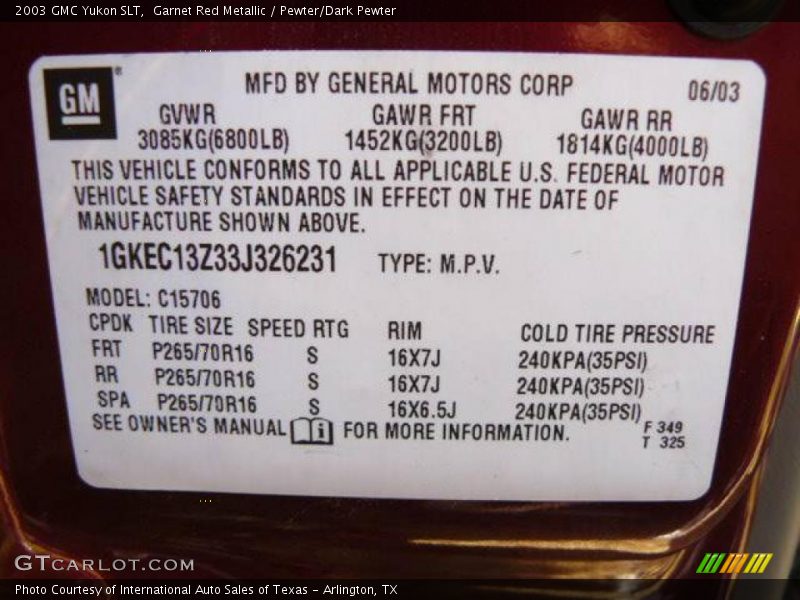 2003 GMC Yukon SLT, Garnet Red Metallic / Pewter/Dark Pewter
GM
MFD BY GENERAL MOTORS CORP 06/03
GVWR GAWR FRT GAWR RR
3085KG(6800LB) 1452KG(3200LB) 1814KG(4000LB)
THIS VEHICLE CONFORMS TO ALL APPLICABLE U.S. FEDERAL MOTOR
VEHICLE SAFETY STANDARDS IN EFFECT ON THE DATE OF
MANUFACTURE SHOWN ABOVE.
1GKEC13Z33J326231 TYPE: M.P.V.
MODEL: C15706
CPDK TIRE SIZE SPEED RTG RIM COLD TIRE PRESSURE
FRT P265/70R16 S 16X7J 240KPA(35PSI)
RR P265/70R16 S 16X7J 240KPA(35PSI)
SPA P265/70R16 S 16X6.5J 240KPA(35PSI)
SEE OWNER'S MANUAL i FOR MORE INFORMATION.
F 349
T 325
GTCARLOT.COM
Photo Courtesy of International Auto Sales of Texas - Arlington, TX